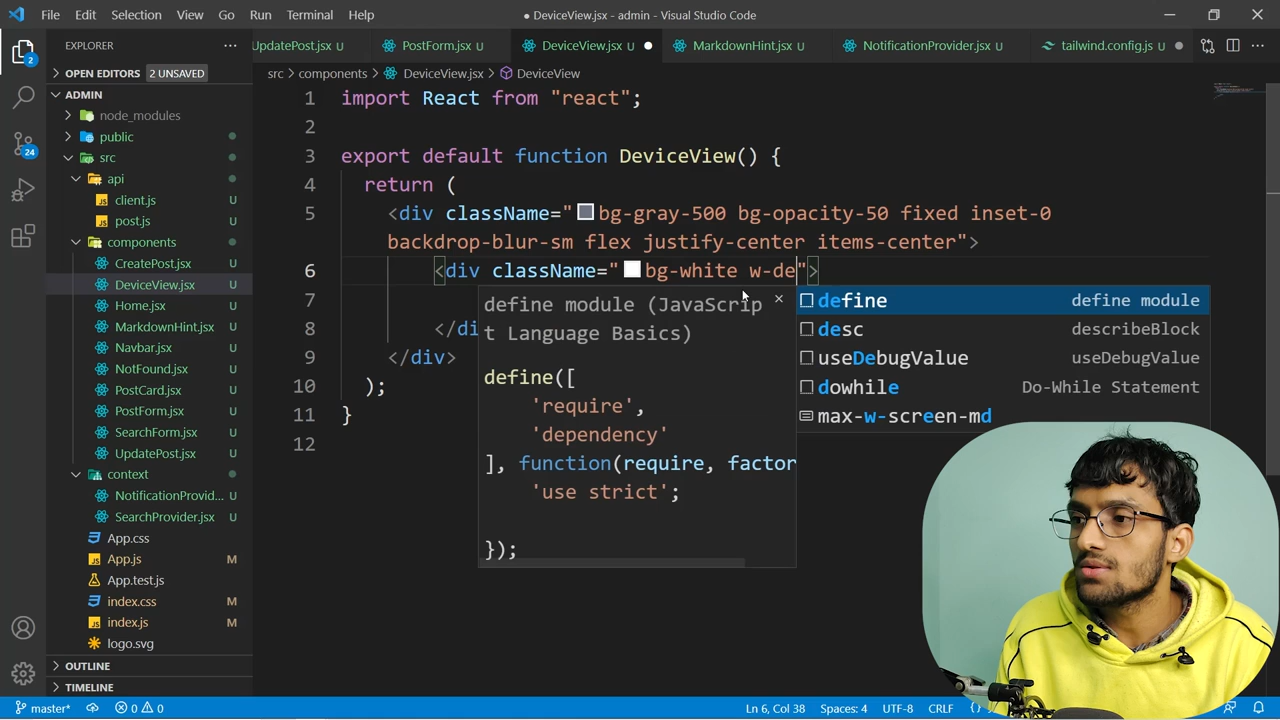 File Edit Selection View Go Run Terminal Help
● DeviceView.jsx - admin - Visual Studio Code
EXPLORER
OPEN EDITORS 2 UNSAVED
ADMIN
node_modules
public
src
api
client.js U
post.js U
components
CreatePost.jsx U
DeviceView.jsx U
Home.jsx U
MarkdownHint.jsx U
Navbar.jsx U
NotFound.jsx U
PostCard.jsx U
PostForm.jsx U
SearchForm.jsx U
UpdatePost.jsx U
context
NotificationProvid... U
SearchProvider.jsx U
App.css U
App.js M
App.test.js U
index.css M
index.js M
logo.svg
OUTLINE
TIMELINE
2
24
UpdatePost.jsx U PostForm.jsx U DeviceView.jsx U MarkdownHint.jsx U NotificationProvider.jsx U tailwind.config.js U
src > components > DeviceView.jsx > DeviceView
1 import React from "react";
2
3 export default function DeviceView() {
4 return (
5 <div className="bg-gray-500 bg-opacity-50 fixed inset-0
backdrop-blur-sm flex justify-center items-center">
6 <div className="bg-white w-de">
7
8 </di
9 </div>
10 );
11 }
12
define module (JavaScrip
t Language Basics)
define([
'require',
'dependency'
], function(require, factor
'use strict';
});
define define module
desc describeBlock
useDebugValue useDebugValue
dowhile Do-While Statement
max-w-screen-md
master* 0 0 Ln 6, Col 38 Spaces: 4 UTF-8 CRLF {}